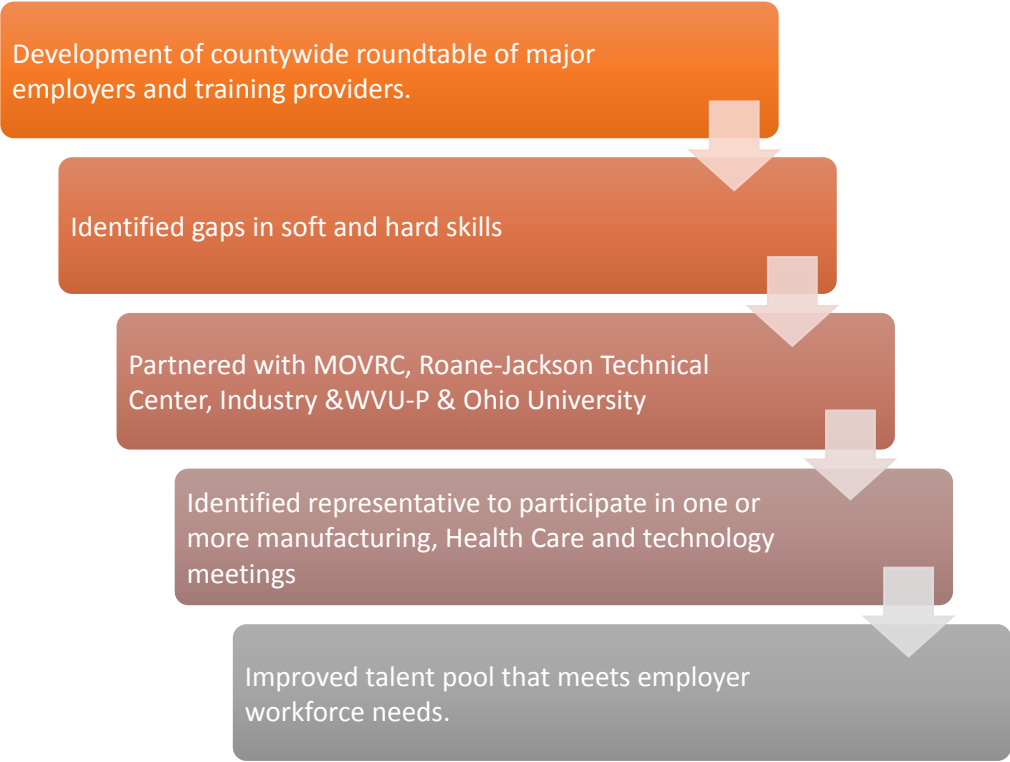 Development of countywide roundtable of major
employers and training providers.
Identified gaps in soft and hard skills
Partnered with MOVRC, Roane-Jackson Technical
Center, Industry &WVU-P & Ohio University
Identified representative to participate in one or
more manufacturing, Health Care and technology
meetings
Improved talent pool that meets employer
workforce needs.